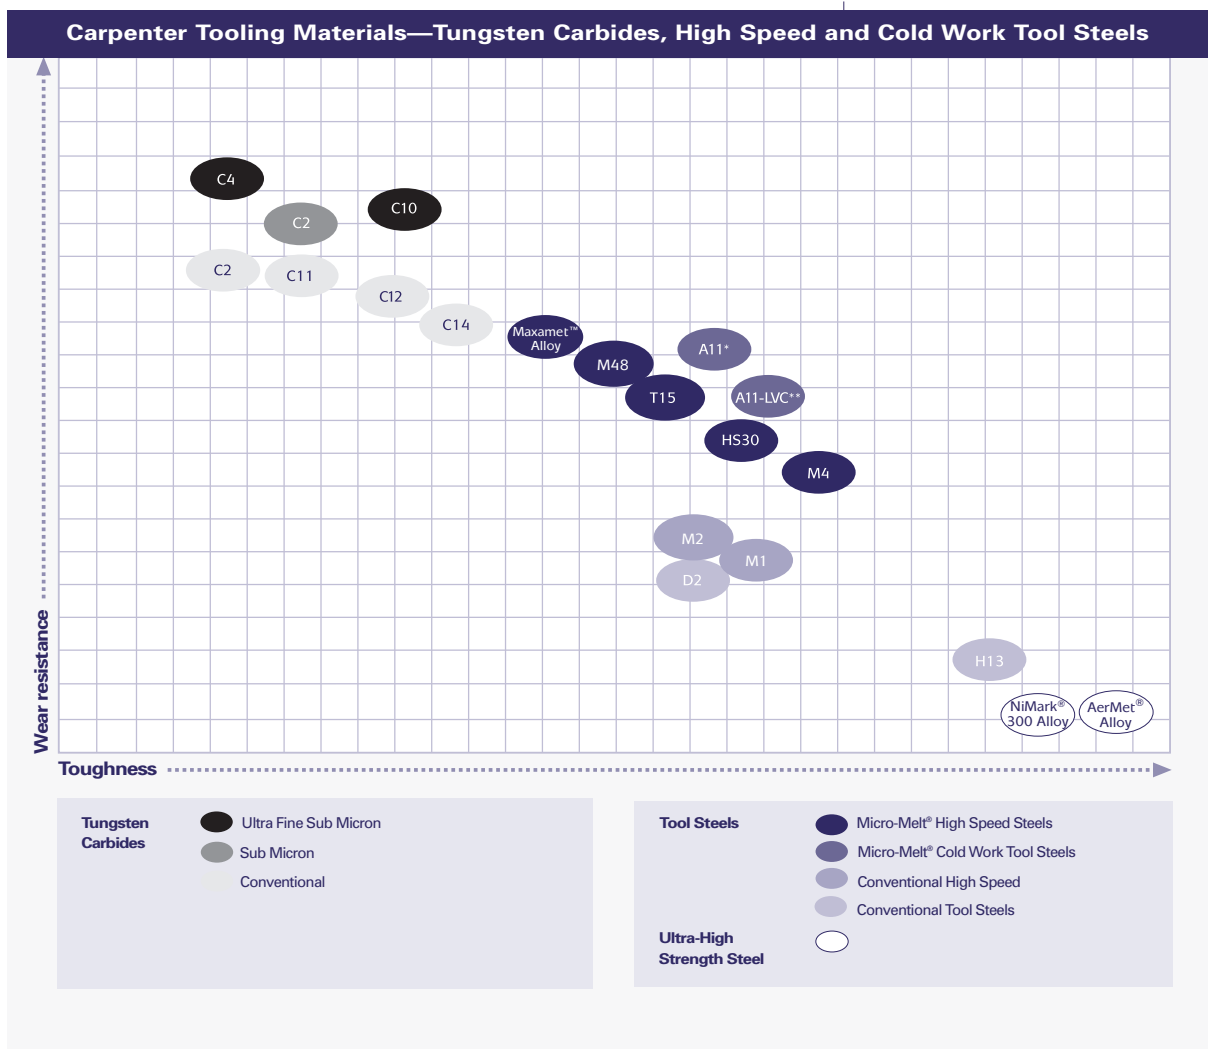 Carpenter Tooling Materials—Tungsten Carbides, High Speed and Cold Work Tool Steels
C4
C10
C2
C2
C11
C12
C14
Maxamet™
Alloy
A11*
M48
T15
A11-LVC**
HS30
M4
M2
M1
D2
H13
NiMark®
300 Alloy
AerMet®
Alloy
Wear resistance
Toughness
Tungsten
Carbides
Ultra Fine Sub Micron
Sub Micron
Conventional
Tool Steels
Micro-Melt® High Speed Steels
Micro-Melt® Cold Work Tool Steels
Conventional High Speed
Conventional Tool Steels
Ultra-High
Strength Steel